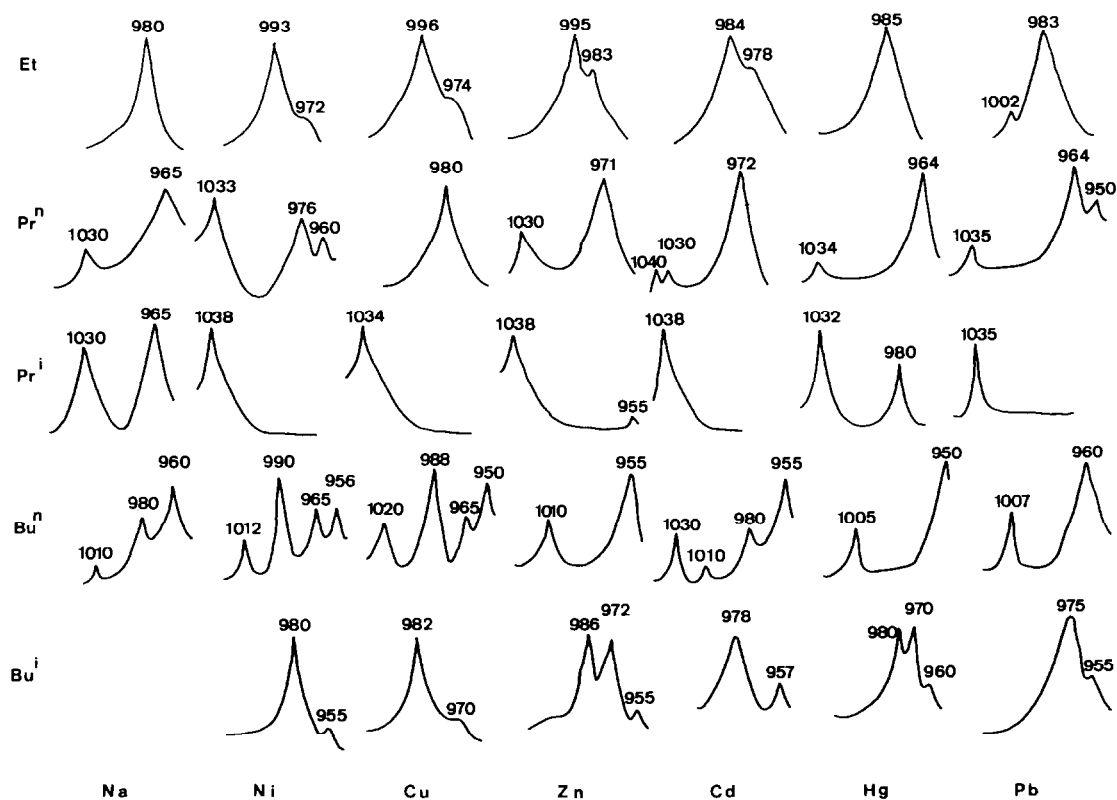 980 993 996 995 983 984 978 985 983
Et 972 974 1002
965 1033 980 971 972 964 964 950
Prⁿ 1030 976 960 1030 1040 1030 1034 1035
1030 965 1038 1034 1038 1038 1032 980 1035
Prⁱ 955
960 990 988 950 955 955 950 960
Buⁿ 1010 980 1012 965 956 1020 965 1010 1030 1010 980 1005 1007
980 982 986 972 978 980 970 975
Buⁱ 955 970 955 957 960 955
Na Ni Cu Zn Cd Hg Pb